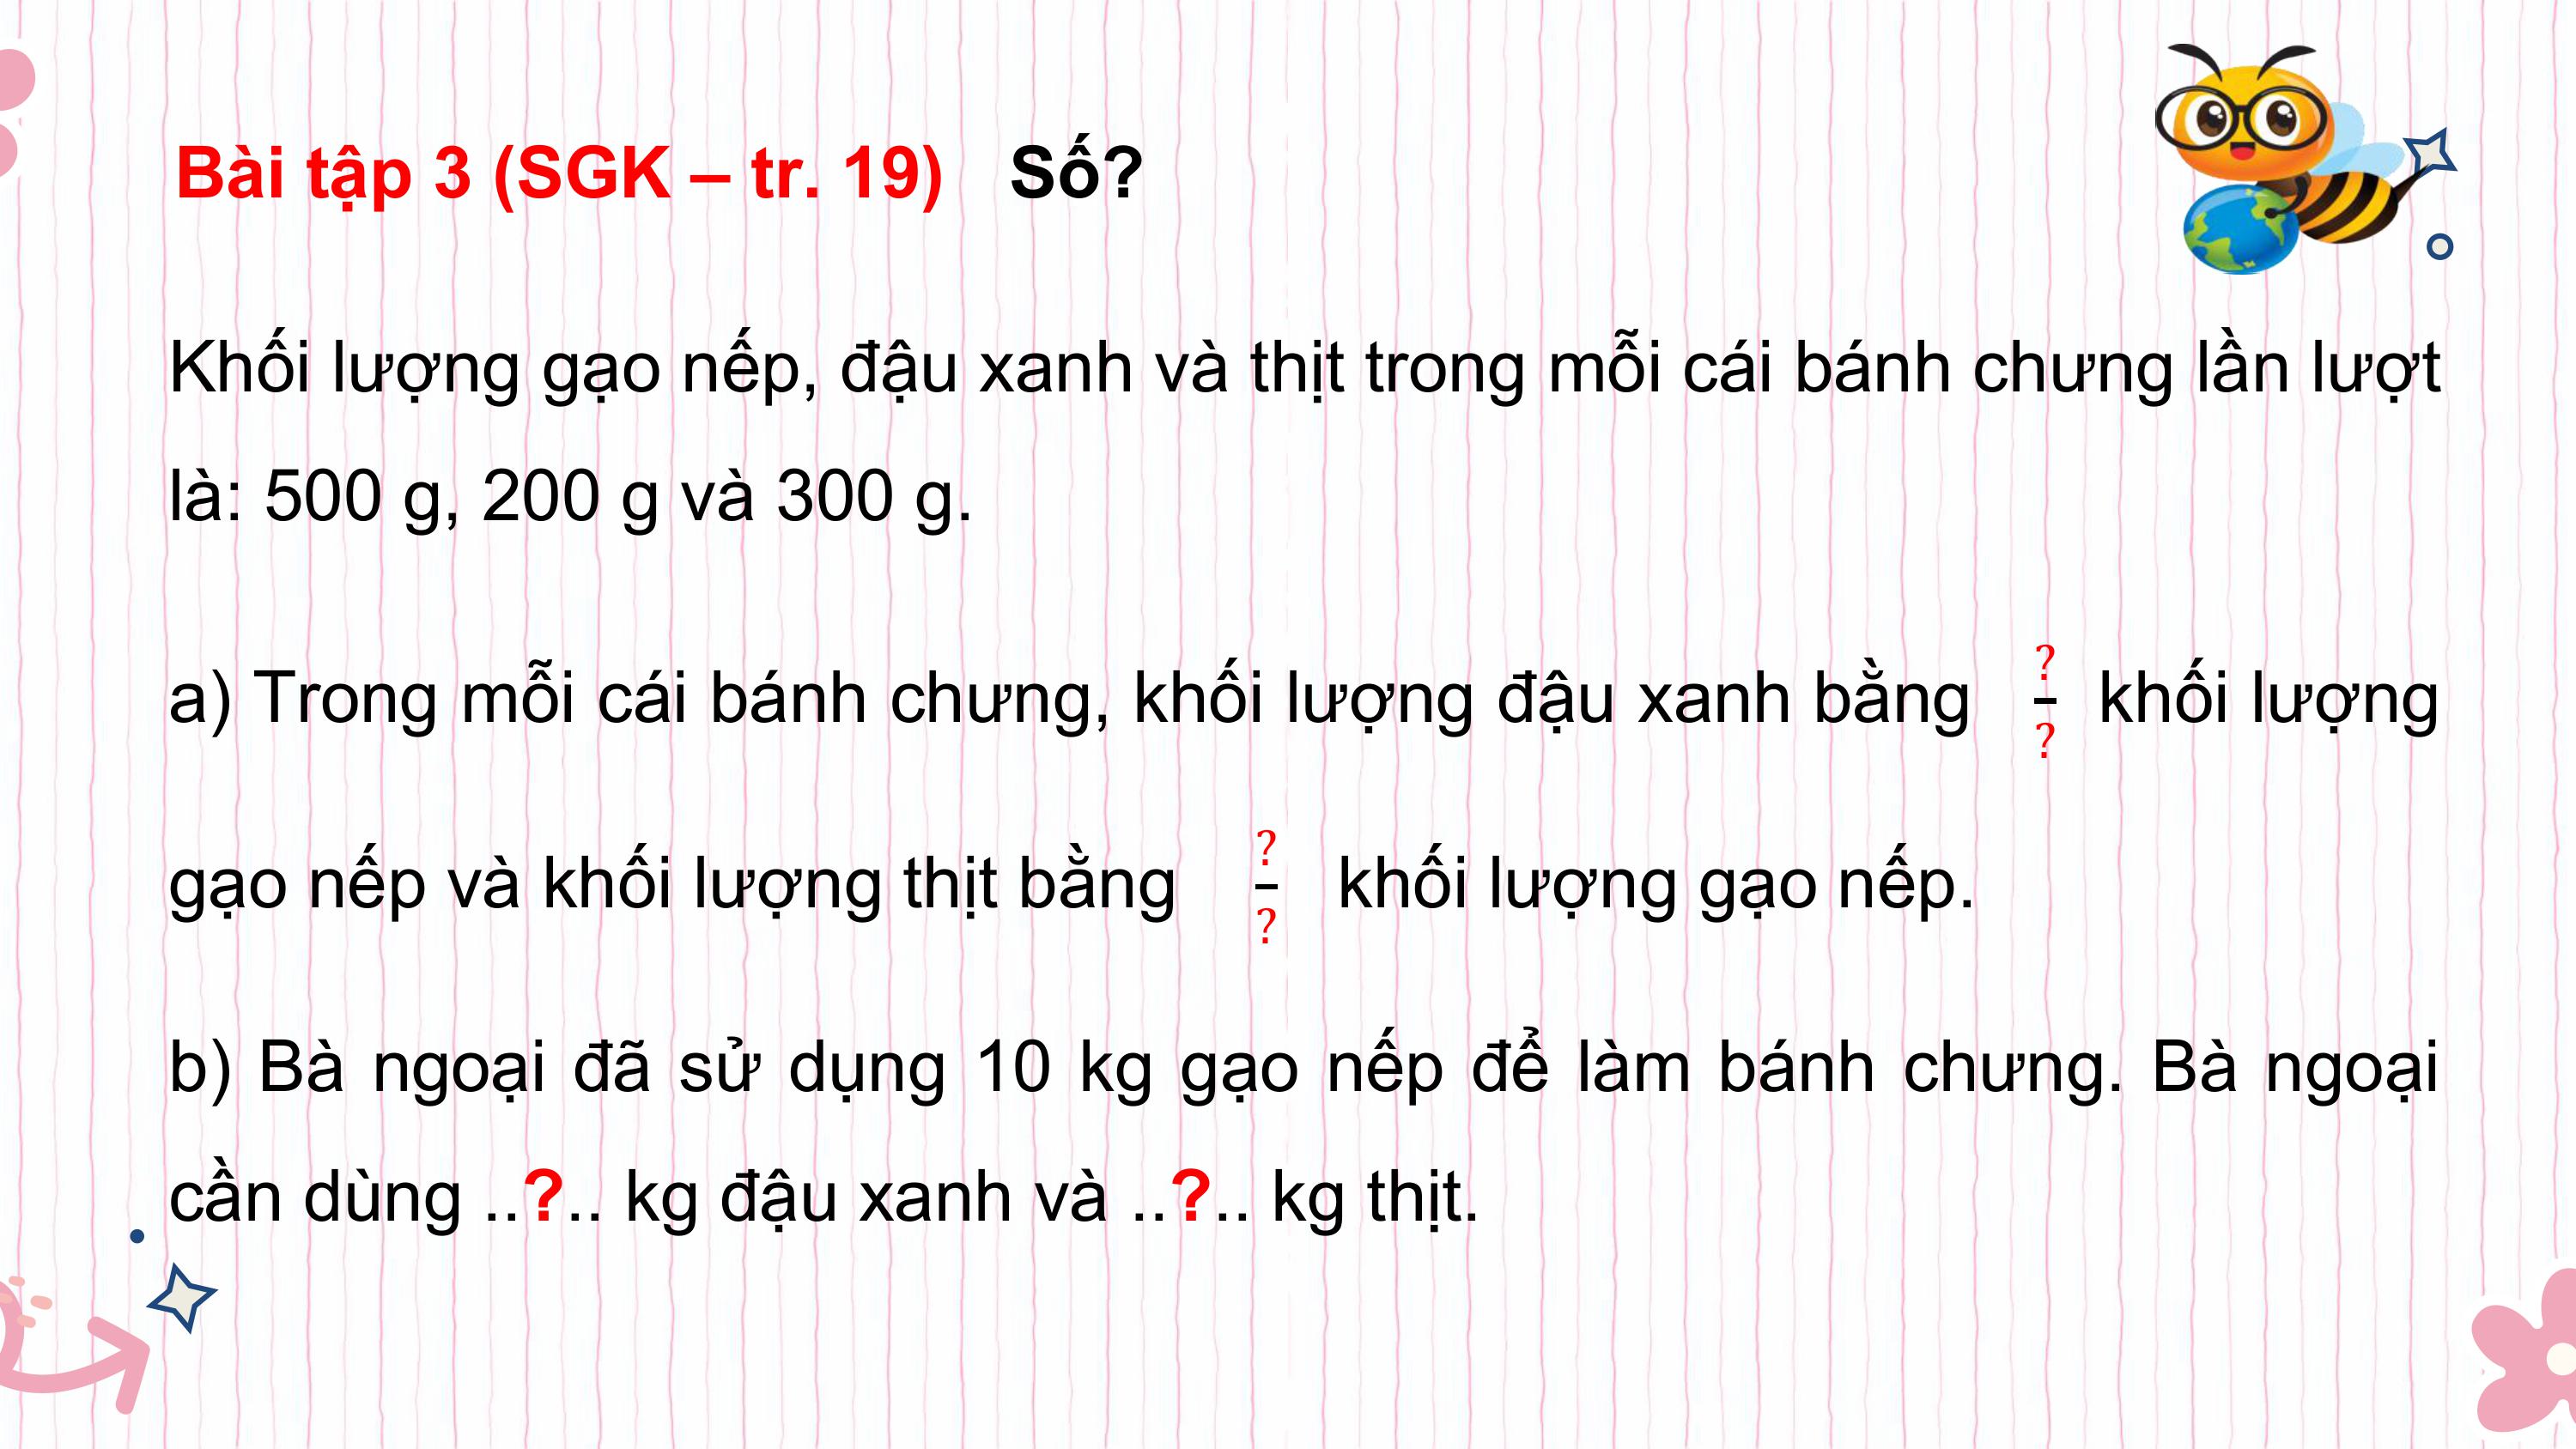 Bài tập 3 (SGK – tr. 19) Số?
Khối lượng gạo nếp, đậu xanh và thịt trong mỗi cái bánh chưng lần lượt
là: 500 g, 200 g và 300 g.
a) Trong mỗi cái bánh chưng, khối lượng đậu xanh bằng ?/? khối lượng
gạo nếp và khối lượng thịt bằng ?/? khối lượng gạo nếp.
b) Bà ngoại đã sử dụng 10 kg gạo nếp để làm bánh chưng. Bà ngoại
cần dùng ..?.. kg đậu xanh và ..?.. kg thịt.